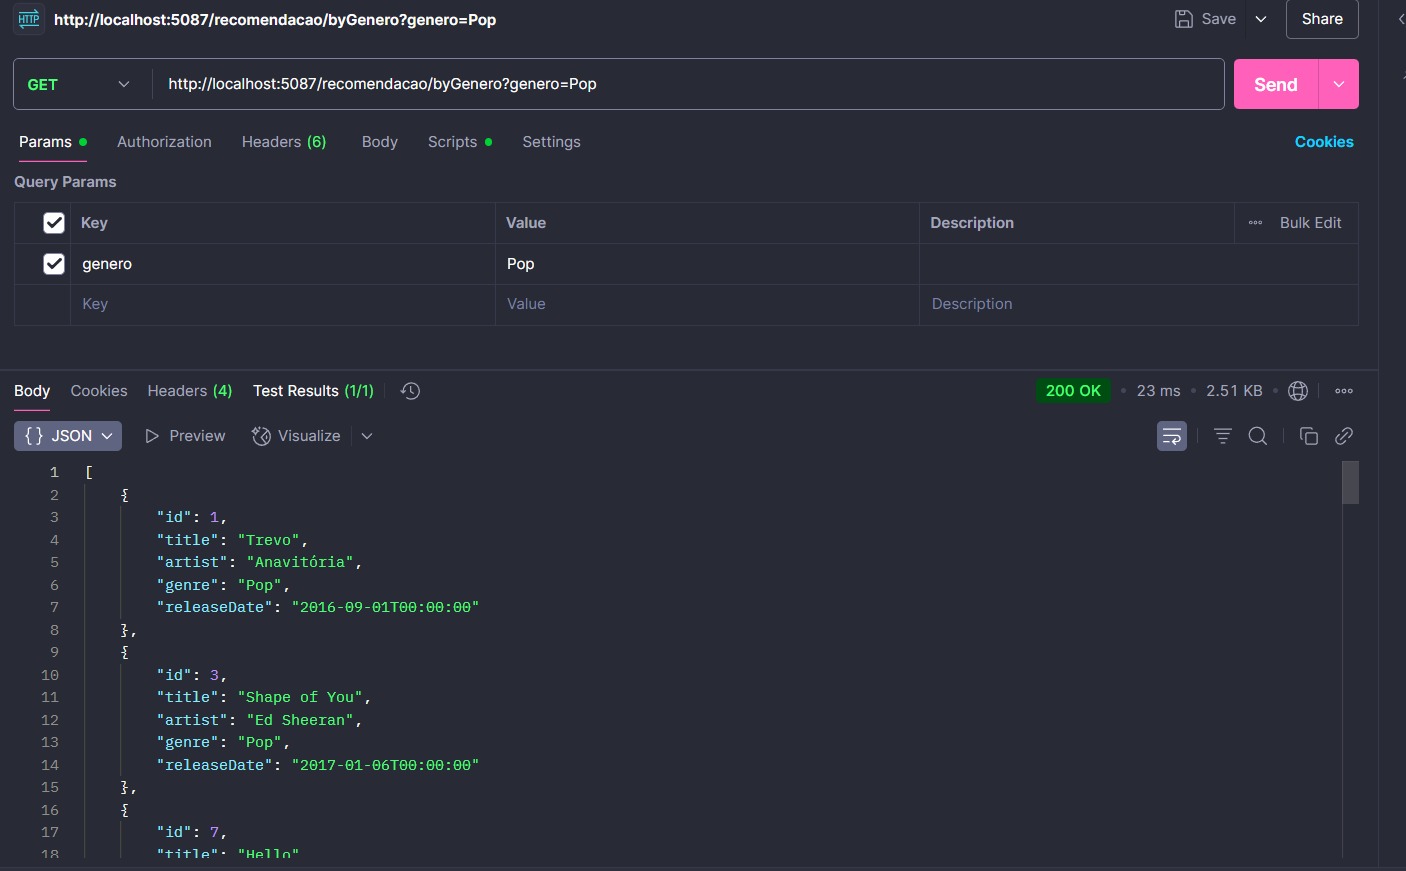 HTTP http://localhost:5087/recomendacao/byGenero?genero=Pop Save Share
GET http://localhost:5087/recomendacao/byGenero?genero=Pop Send
Params Authorization Headers (6) Body Scripts Settings Cookies
Query Params
Key Value Description Bulk Edit
genero Pop
Key Value Description
Body Cookies Headers (4) Test Results (1/1) 200 OK 23 ms 2.51 KB
{} JSON Preview Visualize
1 [
2 {
3 "id": 1,
4 "title": "Trevo",
5 "artist": "Anavitória",
6 "genre": "Pop",
7 "releaseDate": "2016-09-01T00:00:00"
8 },
9 {
10 "id": 3,
11 "title": "Shape of You",
12 "artist": "Ed Sheeran",
13 "genre": "Pop",
14 "releaseDate": "2017-01-06T00:00:00"
15 },
16 {
17 "id": 7,
18 "title": "Hello"